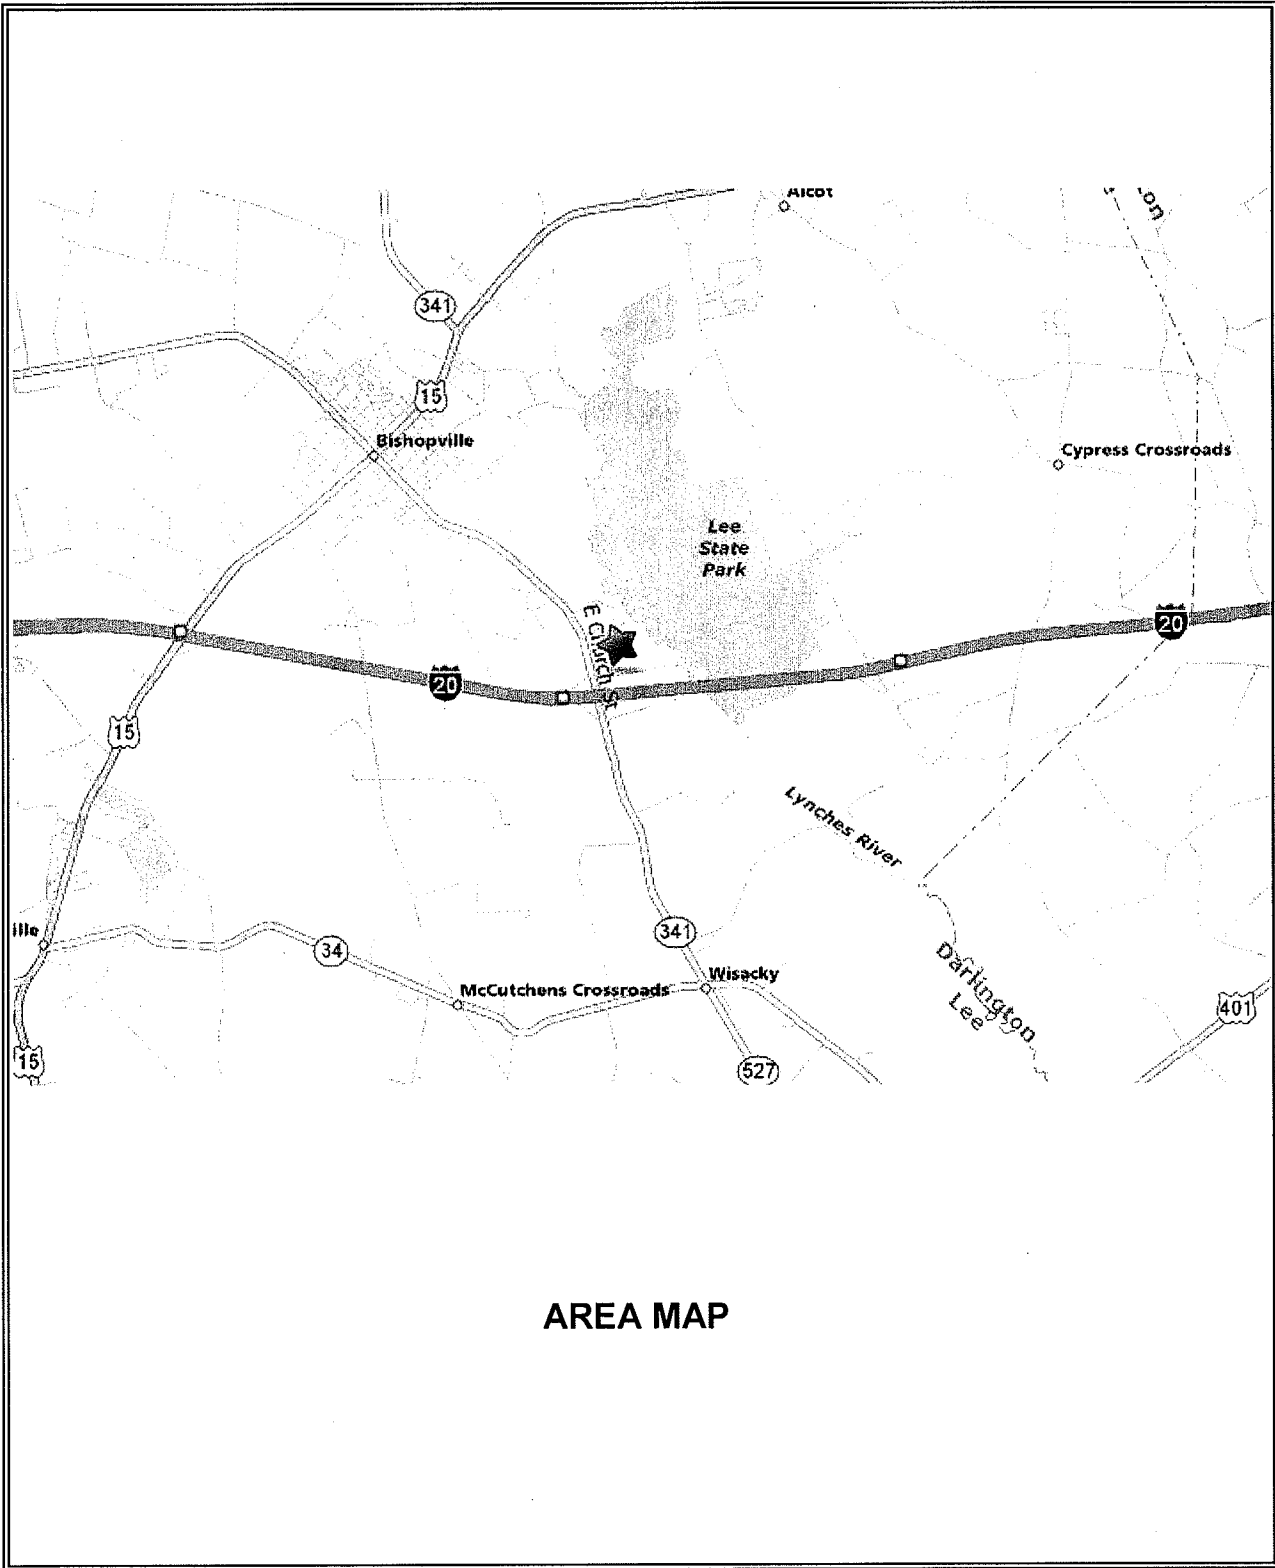 Alcot
ton
341
15
Bishopville
Cypress Crossroads
Lee
State
Park
E Church St
20
20
15
Lynches River
ille
34
341
Wisacky
McCutchens Crossroads
Darlington
Lee
401
15
527
AREA MAP